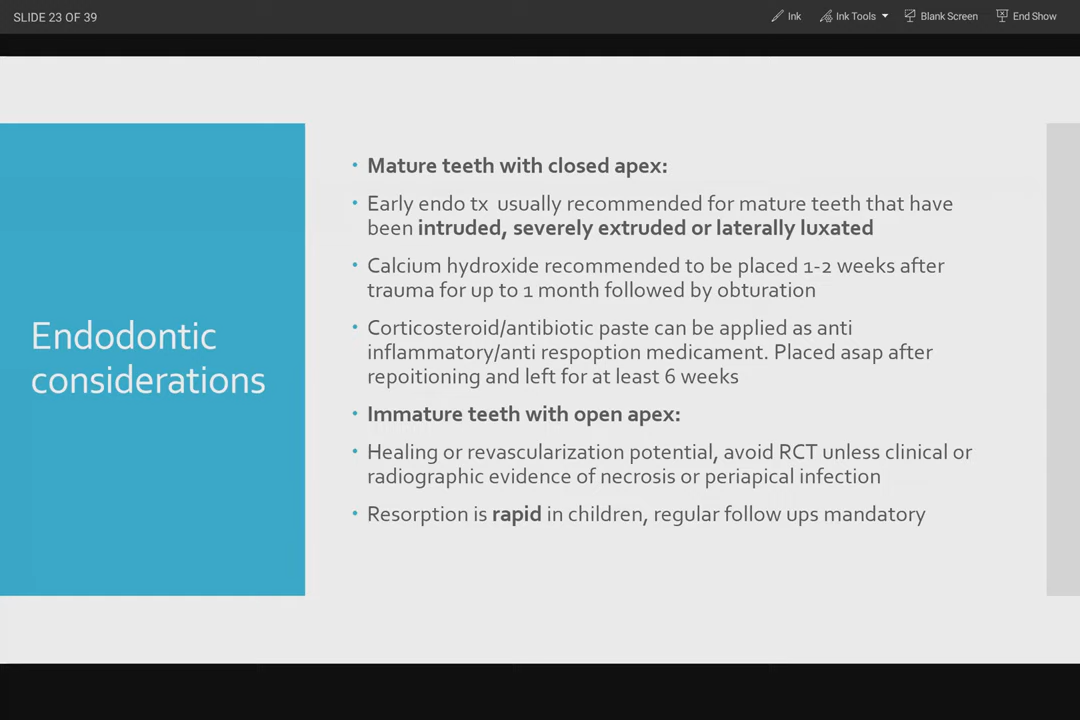 SLIDE 23 OF 39
Ink
Ink Tools
Blank Screen
End Show
Endodontic
considerations
Mature teeth with closed apex:
Early endo tx usually recommended for mature teeth that have
been intruded, severely extruded or laterally luxated
Calcium hydroxide recommended to be placed 1-2 weeks after
trauma for up to 1 month followed by obturation
Corticosteroid/antibiotic paste can be applied as anti
inflammatory/anti respoption medicament. Placed asap after
repoitioning and left for at least 6 weeks
Immature teeth with open apex:
Healing or revascularization potential, avoid RCT unless clinical or
radiographic evidence of necrosis or periapical infection
Resorption is rapid in children, regular follow ups mandatory